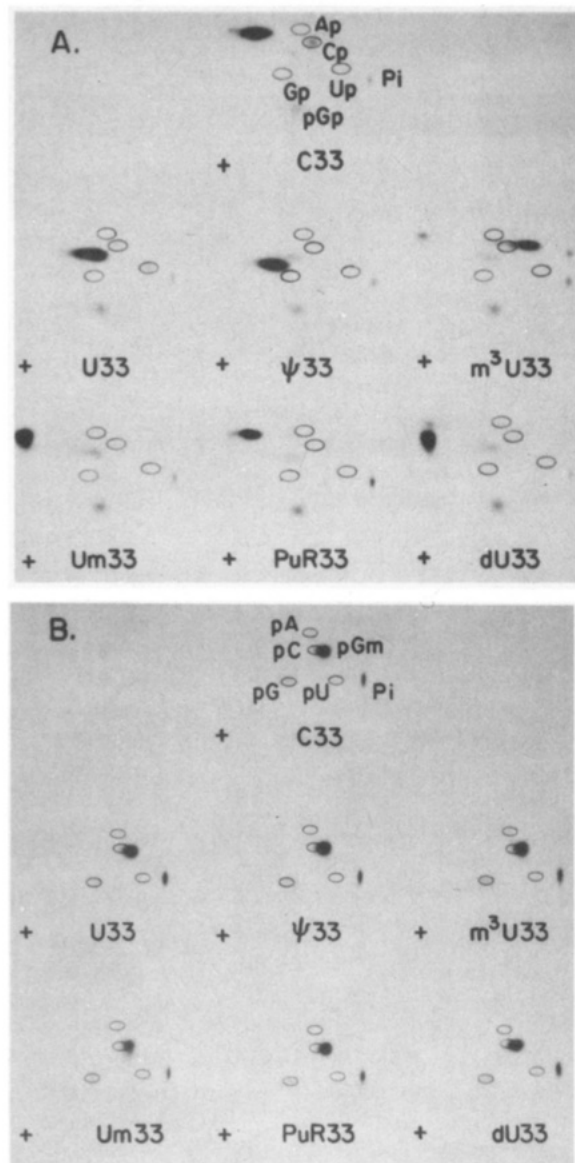 A.
Ap
Cp
Gp Up Pi
pGp
+ C33
+ U33 + ψ33 + m³U33
+ Um33 + PuR33 + dU33
B.
pA
pC pGm
pG pU Pi
+ C33
+ U33 + ψ33 + m³U33
+ Um33 + PuR33 + dU33